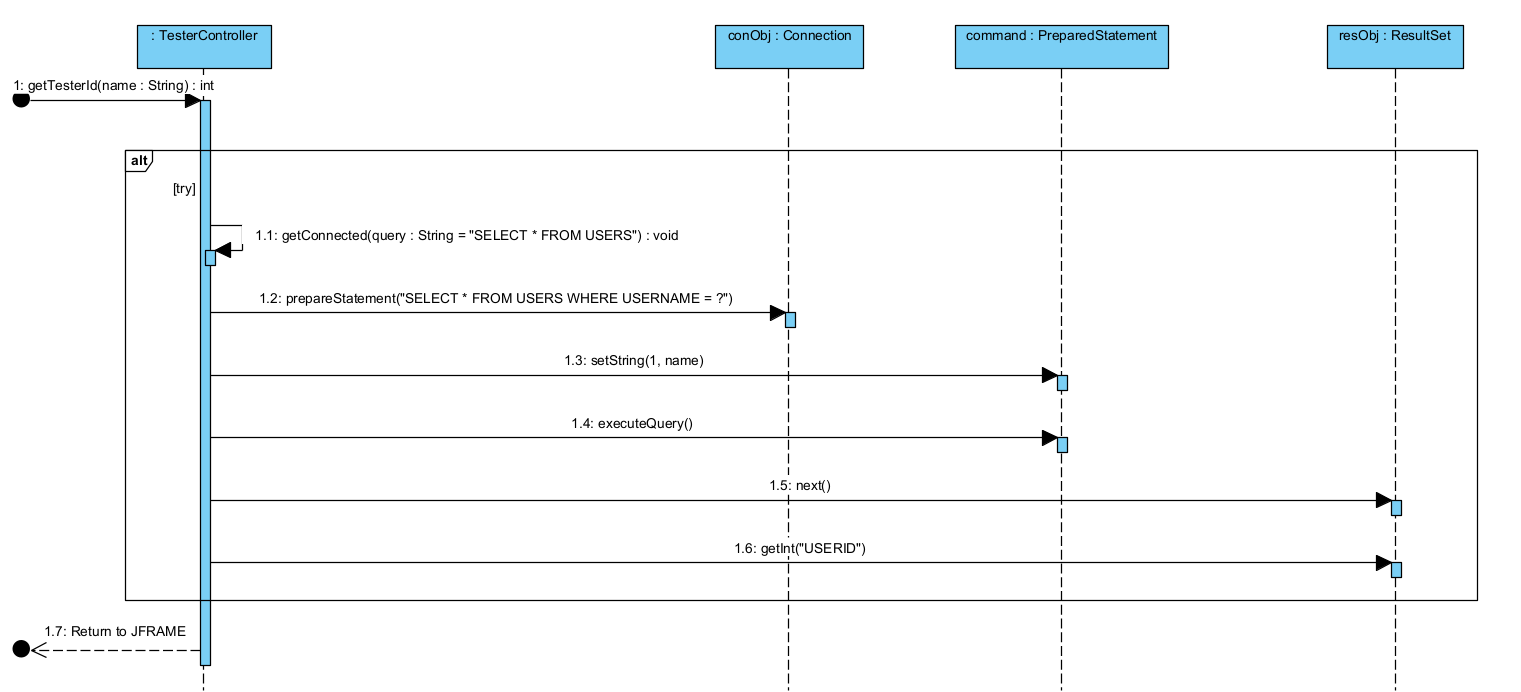 : TesterController
conObj : Connection
command : PreparedStatement
resObj : ResultSet
1: getTesterId(name : String) : int
alt
[try]
1.1: getConnected(query : String = "SELECT * FROM USERS") : void
1.2: prepareStatement("SELECT * FROM USERS WHERE USERNAME = ?")
1.3: setString(1, name)
1.4: executeQuery()
1.5: next()
1.6: getInt("USERID")
1.7: Return to JFRAME